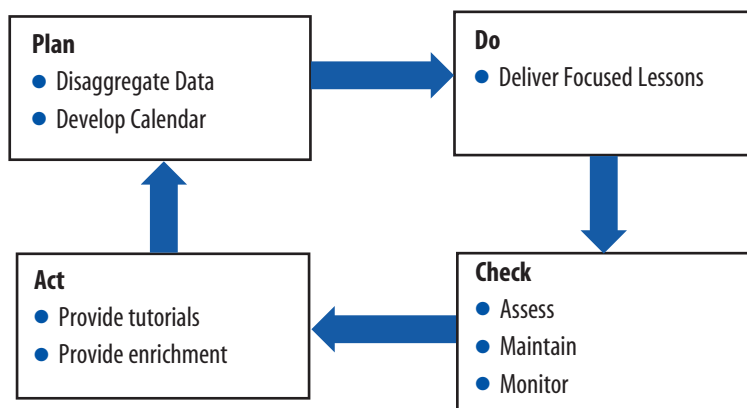 Plan
● Disaggregate Data
● Develop Calendar
Do
● Deliver Focused Lessons
Check
● Assess
● Maintain
● Monitor
Act
● Provide tutorials
● Provide enrichment